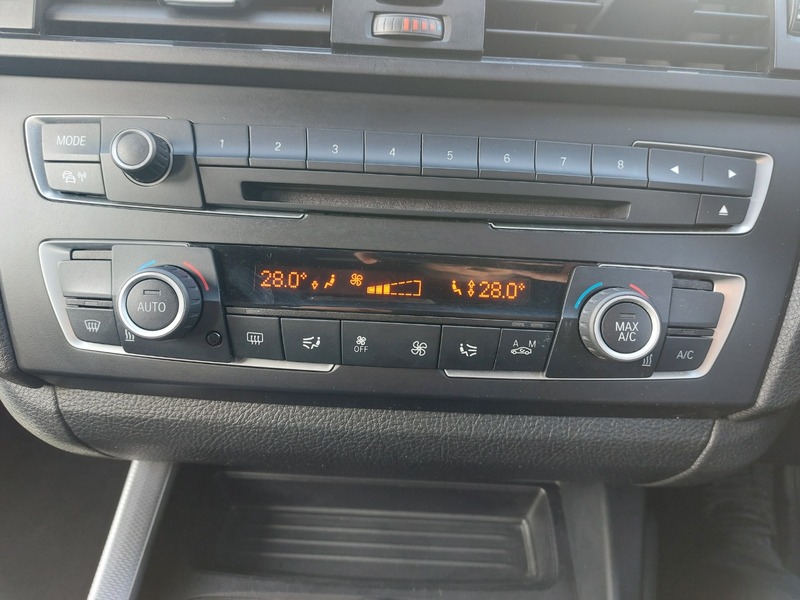 MODE 1 2 3 4 5 6 7 8
28.0° 28.0°
AUTO MAX A/C
OFF A M A/C